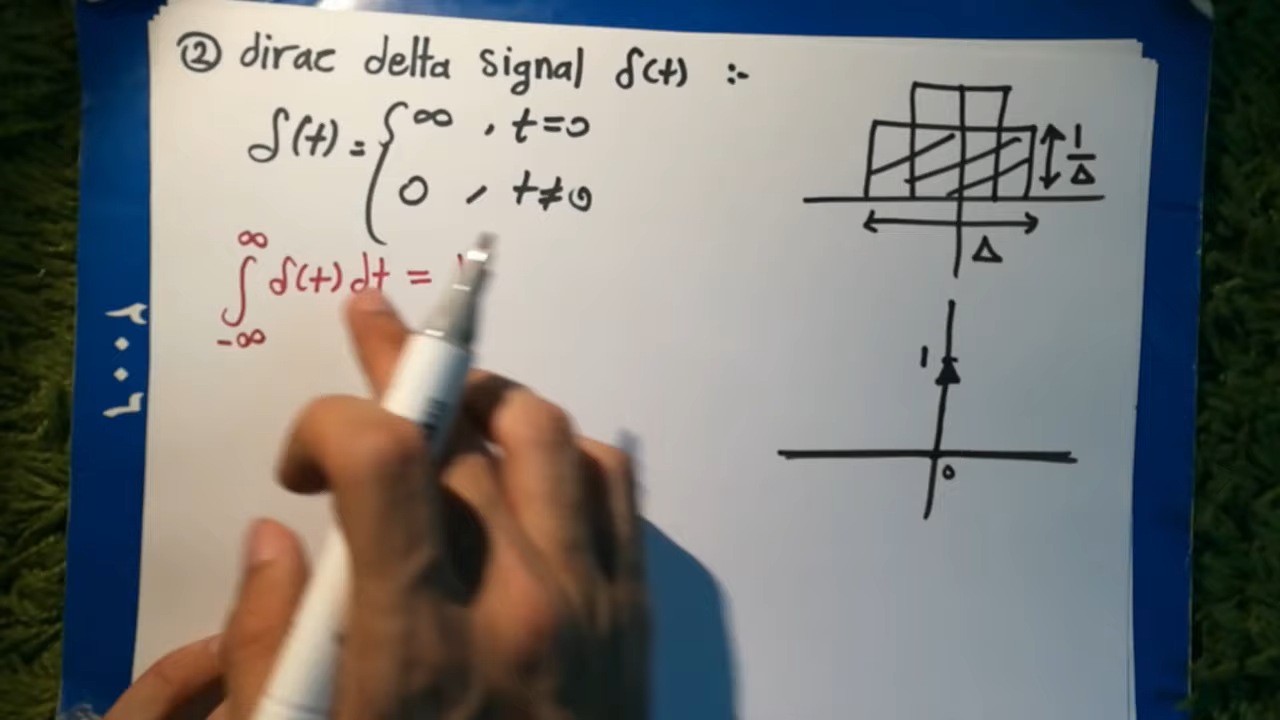 ② dirac delta signal δ(t) :-
δ(t) = { ∞ , t=0
0 , t≠0
∫_{-∞}^{∞} δ(t) dt =
1/Δ
Δ
1
0